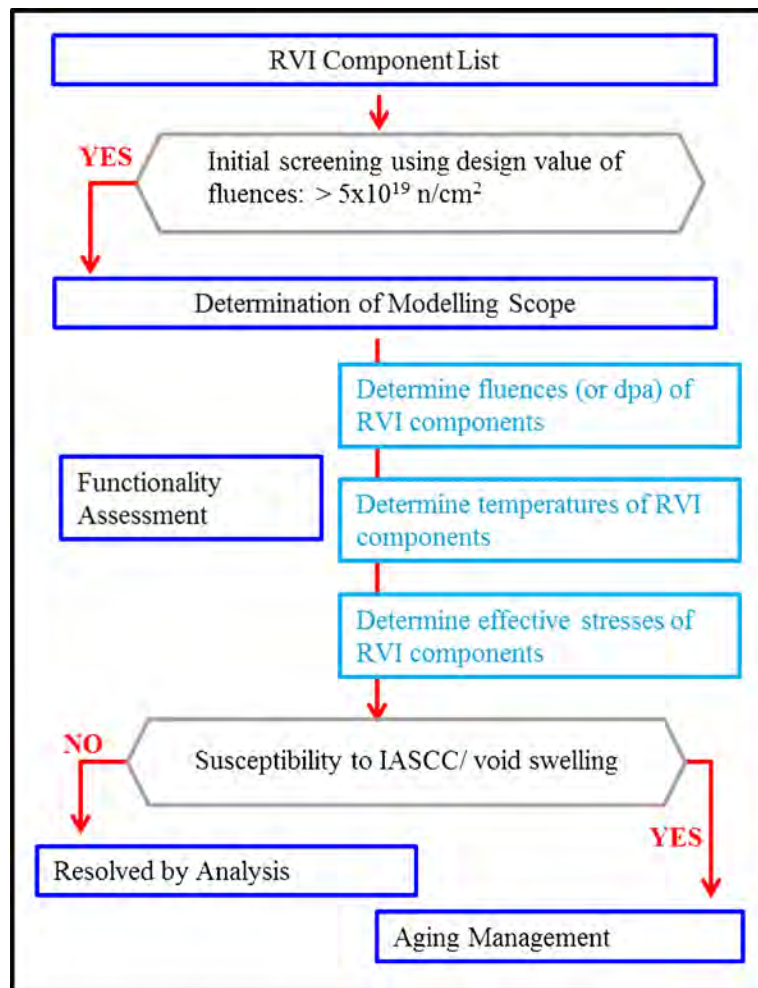 RVI Component List
YES
Initial screening using design value of
fluences: > 5x10¹⁹ n/cm²
Determination of Modelling Scope
Determine fluences (or dpa) of
RVI components
Functionality
Assessment
Determine temperatures of RVI
components
Determine effective stresses of
RVI components
NO
Susceptibility to IASCC/ void swelling
YES
Resolved by Analysis
Aging Management